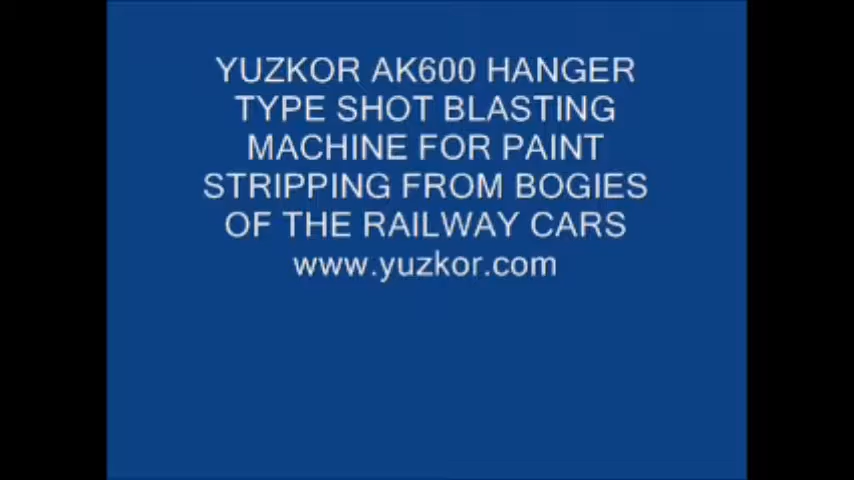 YUZKOR AK600 HANGER
TYPE SHOT BLASTING
MACHINE FOR PAINT
STRIPPING FROM BOGIES
OF THE RAILWAY CARS
www.yuzkor.com